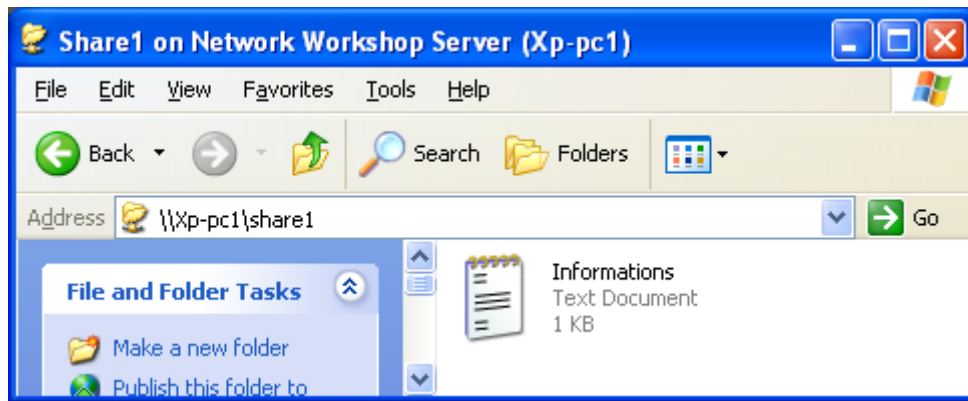 Share1 on Network Workshop Server (Xp-pc1)
File Edit View Favorites Tools Help
Back Search Folders
Address \\Xp-pc1\share1 Go
File and Folder Tasks
Make a new folder
Publish this folder to
Informations
Text Document
1 KB